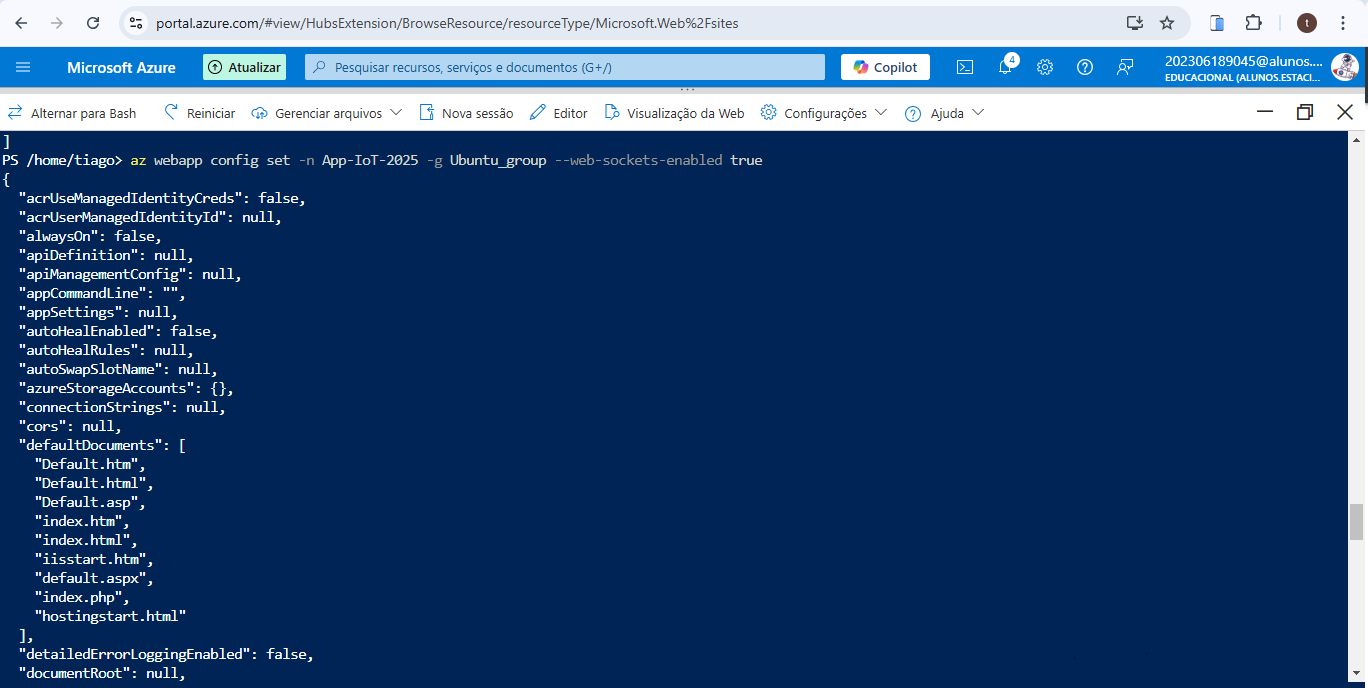 portal.azure.com/#view/HubsExtension/BrowseResource/resourceType/Microsoft.Web%2Fsites
t
Microsoft Azure
Atualizar
Pesquisar recursos, serviços e documentos (G+/)
Copilot
4
202306189045@alunos....
EDUCACIONAL (ALUNOS.ESTACI...
Alternar para Bash
Reiniciar
Gerenciar arquivos
Nova sessão
Editor
Visualização da Web
Configurações
Ajuda
]
PS /home/tiago> az webapp config set -n App-IoT-2025 -g Ubuntu_group --web-sockets-enabled true
{
"acrUseManagedIdentityCreds": false,
"acrUserManagedIdentityId": null,
"alwaysOn": false,
"apiDefinition": null,
"apiManagementConfig": null,
"appCommandLine": "",
"appSettings": null,
"autoHealEnabled": false,
"autoHealRules": null,
"autoSwapSlotName": null,
"azureStorageAccounts": {},
"connectionStrings": null,
"cors": null,
"defaultDocuments": [
"Default.htm",
"Default.html",
"Default.asp",
"index.htm",
"index.html",
"iisstart.htm",
"default.aspx",
"index.php",
"hostingstart.html"
],
"detailedErrorLoggingEnabled": false,
"documentRoot": null,